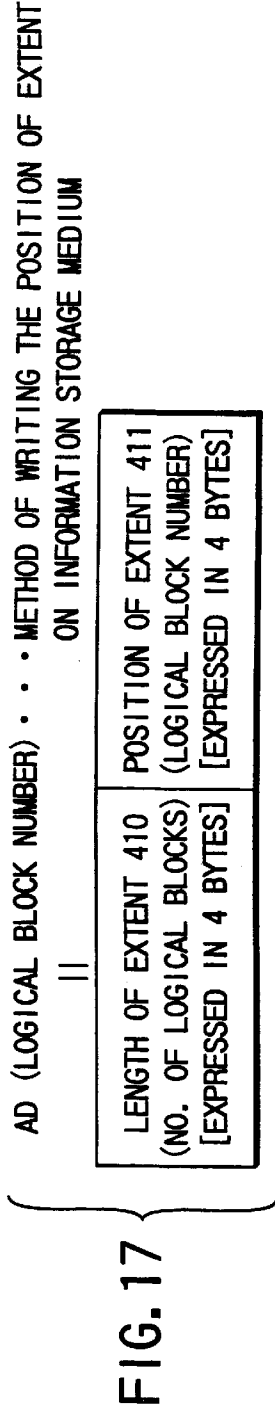 AD (LOGICAL BLOCK NUMBER) • • • METHOD OF WRITING THE POSITION OF EXTENT
ON INFORMATION STORAGE MEDIUM
||
LENGTH OF EXTENT 410
(NO. OF LOGICAL BLOCKS)
[EXPRESSED IN 4 BYTES]
POSITION OF EXTENT 411
(LOGICAL BLOCK NUMBER)
[EXPRESSED IN 4 BYTES]
FIG.17